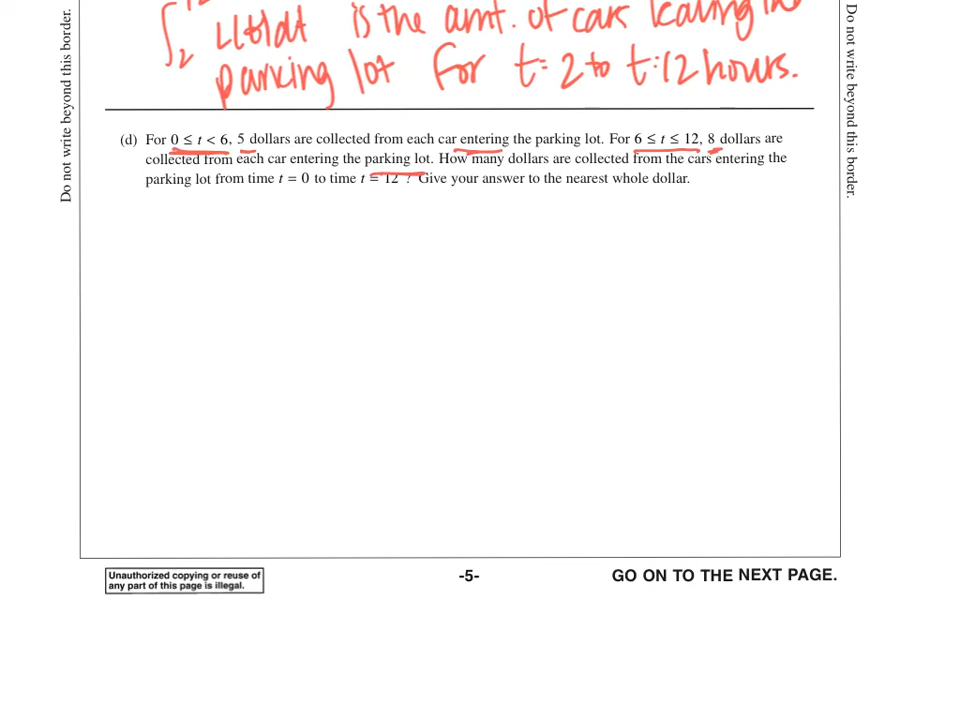 ∫₂¹² L(t)dt is the amt. of cars leaving the
parking lot for t=2 to t=12 hours.
(d) For 0 ≤ t < 6, 5 dollars are collected from each car entering the parking lot. For 6 ≤ t ≤ 12, 8 dollars are
collected from each car entering the parking lot. How many dollars are collected from the cars entering the
parking lot from time t = 0 to time t = 12 ? Give your answer to the nearest whole dollar.
Do not write beyond this border.
Do not write beyond this border.
Unauthorized copying or reuse of
any part of this page is illegal.
-5-
GO ON TO THE NEXT PAGE.